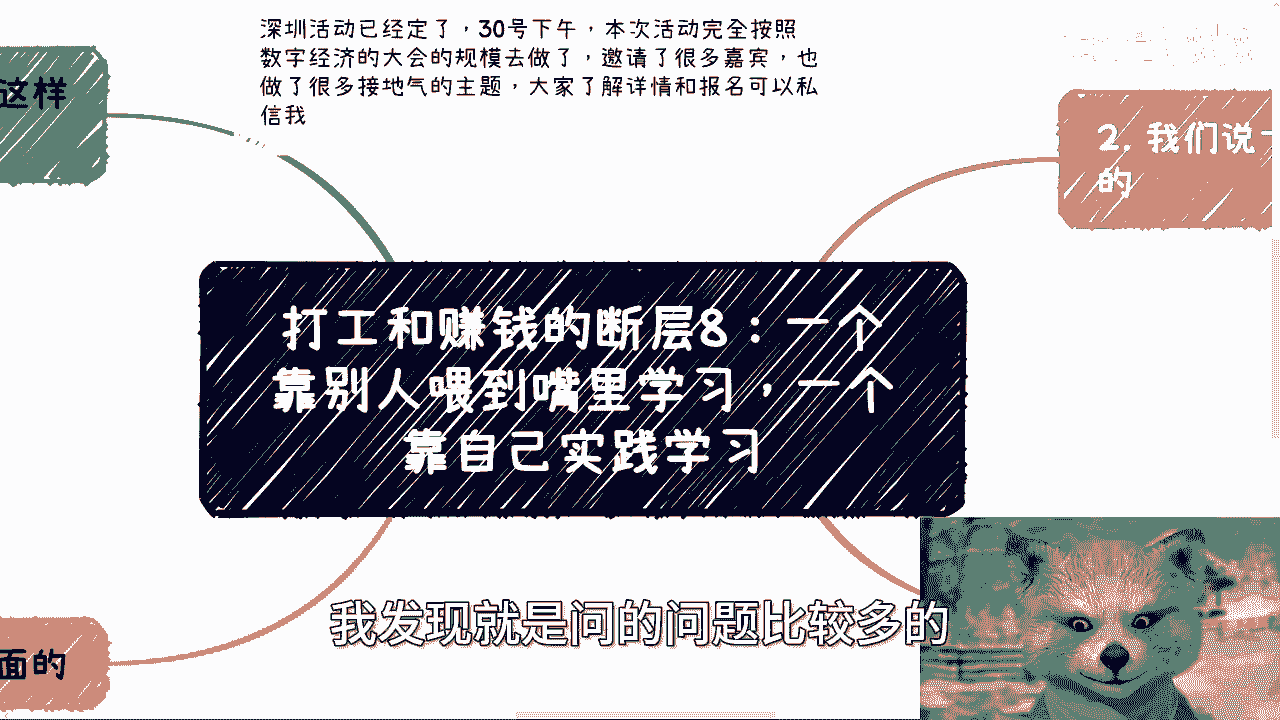 深圳活动已经定了，30号下午，本次活动完全按照
数字经济的大会的规模去做了，邀请了很多嘉宾，也
做了很多接地气的主题，大家了解详情和报名可以私
信我
这样
2. 我们说一
的
打工和赚钱的断层8：一个
靠别人喂到嘴里学习，一个
靠自己实践学习
我发现就是问的问题比较多的
面的